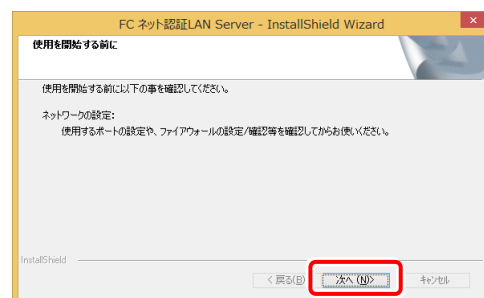 FC ネット認証LAN Server - InstallShield Wizard
使用を開始する前に
使用を開始する前に以下の事を確認してください。
ネットワークの設定:
使用するポートの設定や、ファイアウォールの設定/確認等を確認してからお使いください。
InstallShield
< 戻る(B) 次へ(N)> キャンセル